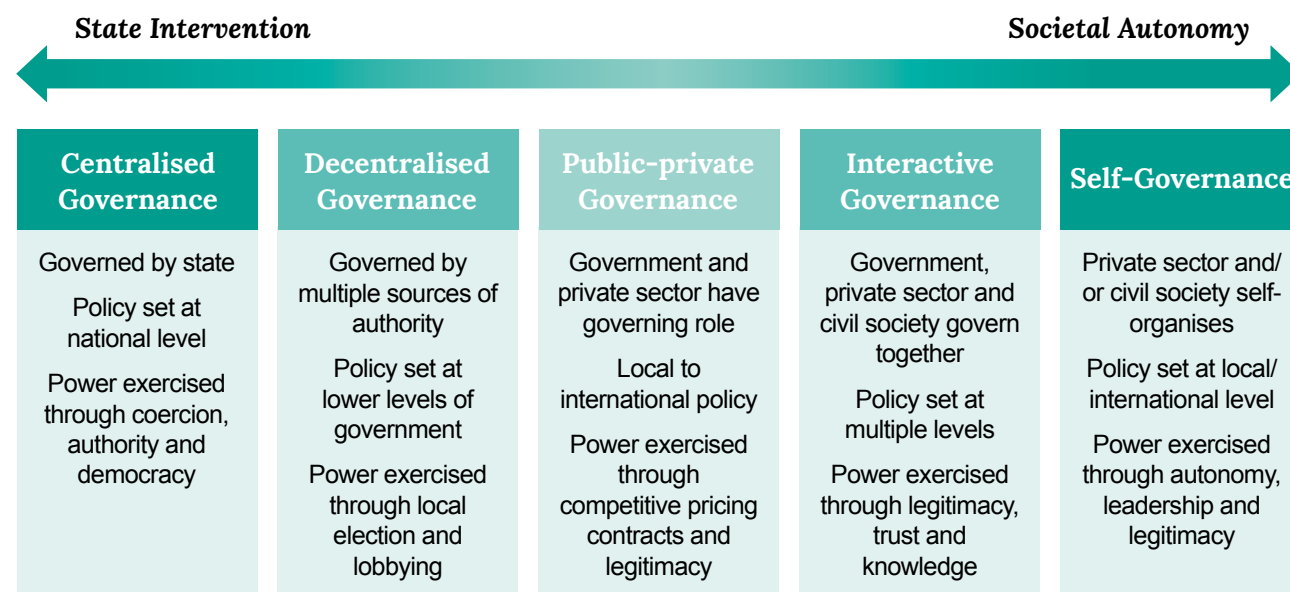 State Intervention
Societal Autonomy
Centralised
Governance
Governed by state
Policy set at
national level
Power exercised
through coercion,
authority and
democracy
Decentralised
Governance
Governed by
multiple sources of
authority
Policy set at
lower levels of
government
Power exercised
through local
election and
lobbying
Public-private
Governance
Government and
private sector have
governing role
Local to
international policy
Power exercised
through
competitive pricing
contracts and
legitimacy
Interactive
Governance
Government,
private sector and
civil society govern
together
Policy set at
multiple levels
Power exercised
through legitimacy,
trust and
knowledge
Self-Governance
Private sector and/
or civil society self-
organises
Policy set at local/
international level
Power exercised
through autonomy,
leadership and
legitimacy